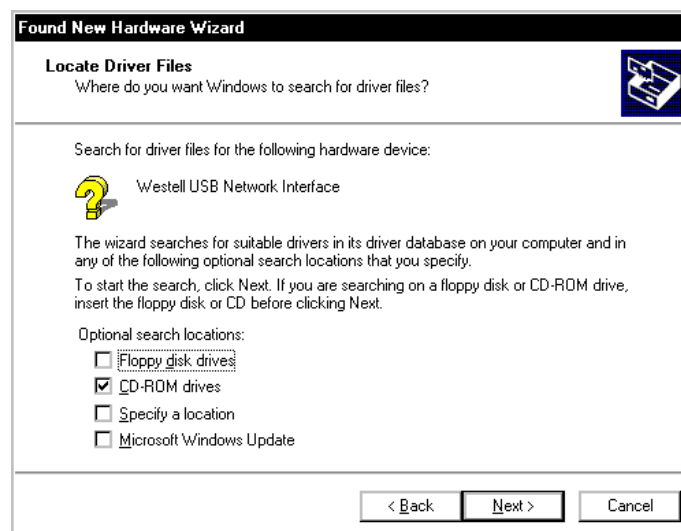 Found New Hardware Wizard
Locate Driver Files
Where do you want Windows to search for driver files?
Search for driver files for the following hardware device:
Westell USB Network Interface
The wizard searches for suitable drivers in its driver database on your computer and in
any of the following optional search locations that you specify.
To start the search, click Next. If you are searching on a floppy disk or CD-ROM drive,
insert the floppy disk or CD before clicking Next.
Optional search locations:
Floppy disk drives
CD-ROM drives
Specify a location
Microsoft Windows Update
< Back Next > Cancel